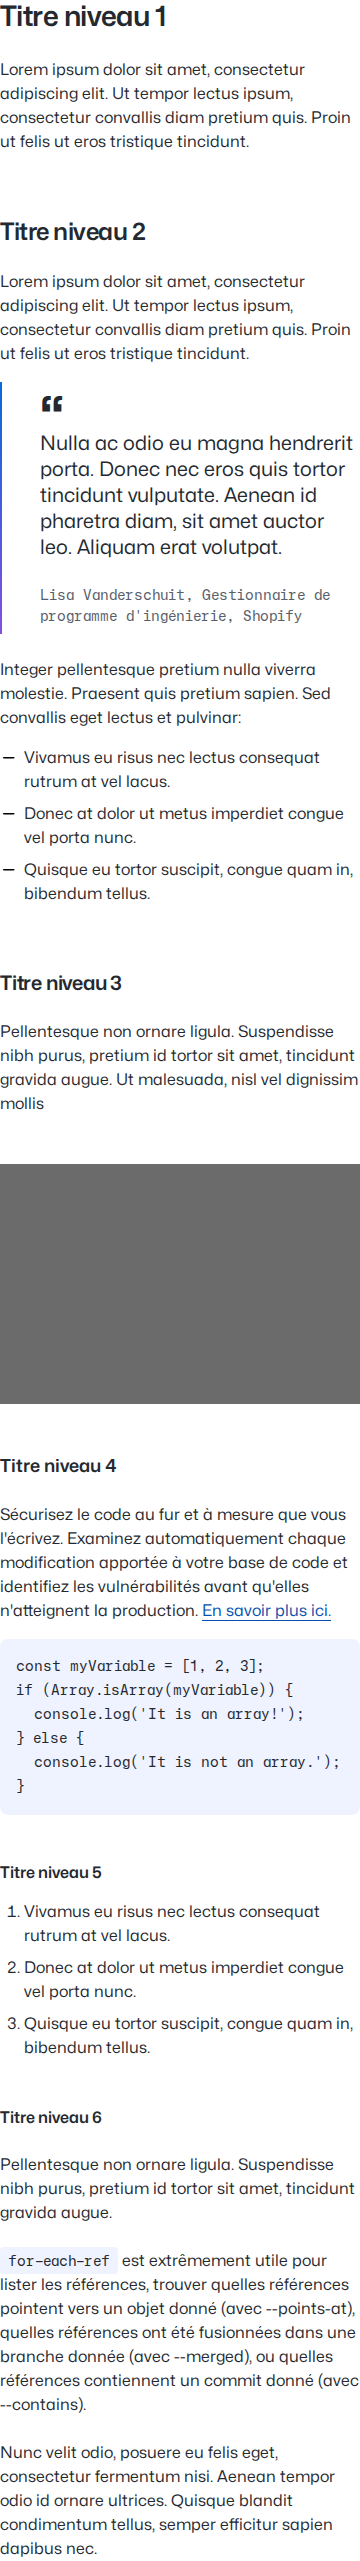 Titre niveau 1
Lorem ipsum dolor sit amet, consectetur
adipiscing elit. Ut tempor lectus ipsum,
consectetur convallis diam pretium quis. Proin
ut felis ut eros tristique tincidunt.
Titre niveau 2
Lorem ipsum dolor sit amet, consectetur
adipiscing elit. Ut tempor lectus ipsum,
consectetur convallis diam pretium quis. Proin
ut felis ut eros tristique tincidunt.
“
Nulla ac odio eu magna hendrerit
porta. Donec nec eros quis tortor
tincidunt vulputate. Aenean id
pharetra diam, sit amet auctor
leo. Aliquam erat volutpat.
Lisa Vanderschuit, Gestionnaire de
programme d'ingénierie, Shopify
Integer pellentesque pretium nulla viverra
molestie. Praesent quis pretium sapien. Sed
convallis eget lectus et pulvinar:
— Vivamus eu risus nec lectus consequat
rutrum at vel lacus.
— Donec at dolor ut metus imperdiet congue
vel porta nunc.
— Quisque eu tortor suscipit, congue quam in,
bibendum tellus.
Titre niveau 3
Pellentesque non ornare ligula. Suspendisse
nibh purus, pretium id tortor sit amet, tincidunt
gravida augue. Ut malesuada, nisl vel dignissim
mollis
Titre niveau 4
Sécurisez le code au fur et à mesure que vous
l'écrivez. Examinez automatiquement chaque
modification apportée à votre base de code et
identifiez les vulnérabilités avant qu'elles
n'atteignent la production. En savoir plus ici.
const myVariable = [1, 2, 3];
if (Array.isArray(myVariable)) {
  console.log('It is an array!');
} else {
  console.log('It is not an array.');
}
Titre niveau 5
1. Vivamus eu risus nec lectus consequat
rutrum at vel lacus.
2. Donec at dolor ut metus imperdiet congue
vel porta nunc.
3. Quisque eu tortor suscipit, congue quam in,
bibendum tellus.
Titre niveau 6
Pellentesque non ornare ligula. Suspendisse
nibh purus, pretium id tortor sit amet, tincidunt
gravida augue.
for-each-ref est extrêmement utile pour
lister les références, trouver quelles références
pointent vers un objet donné (avec --points-at),
quelles références ont été fusionnées dans une
branche donnée (avec --merged), ou quelles
références contiennent un commit donné (avec
--contains).
Nunc velit odio, posuere eu felis eget,
consectetur fermentum nisi. Aenean tempor
odio id ornare ultrices. Quisque blandit
condimentum tellus, semper efficitur sapien
dapibus nec.